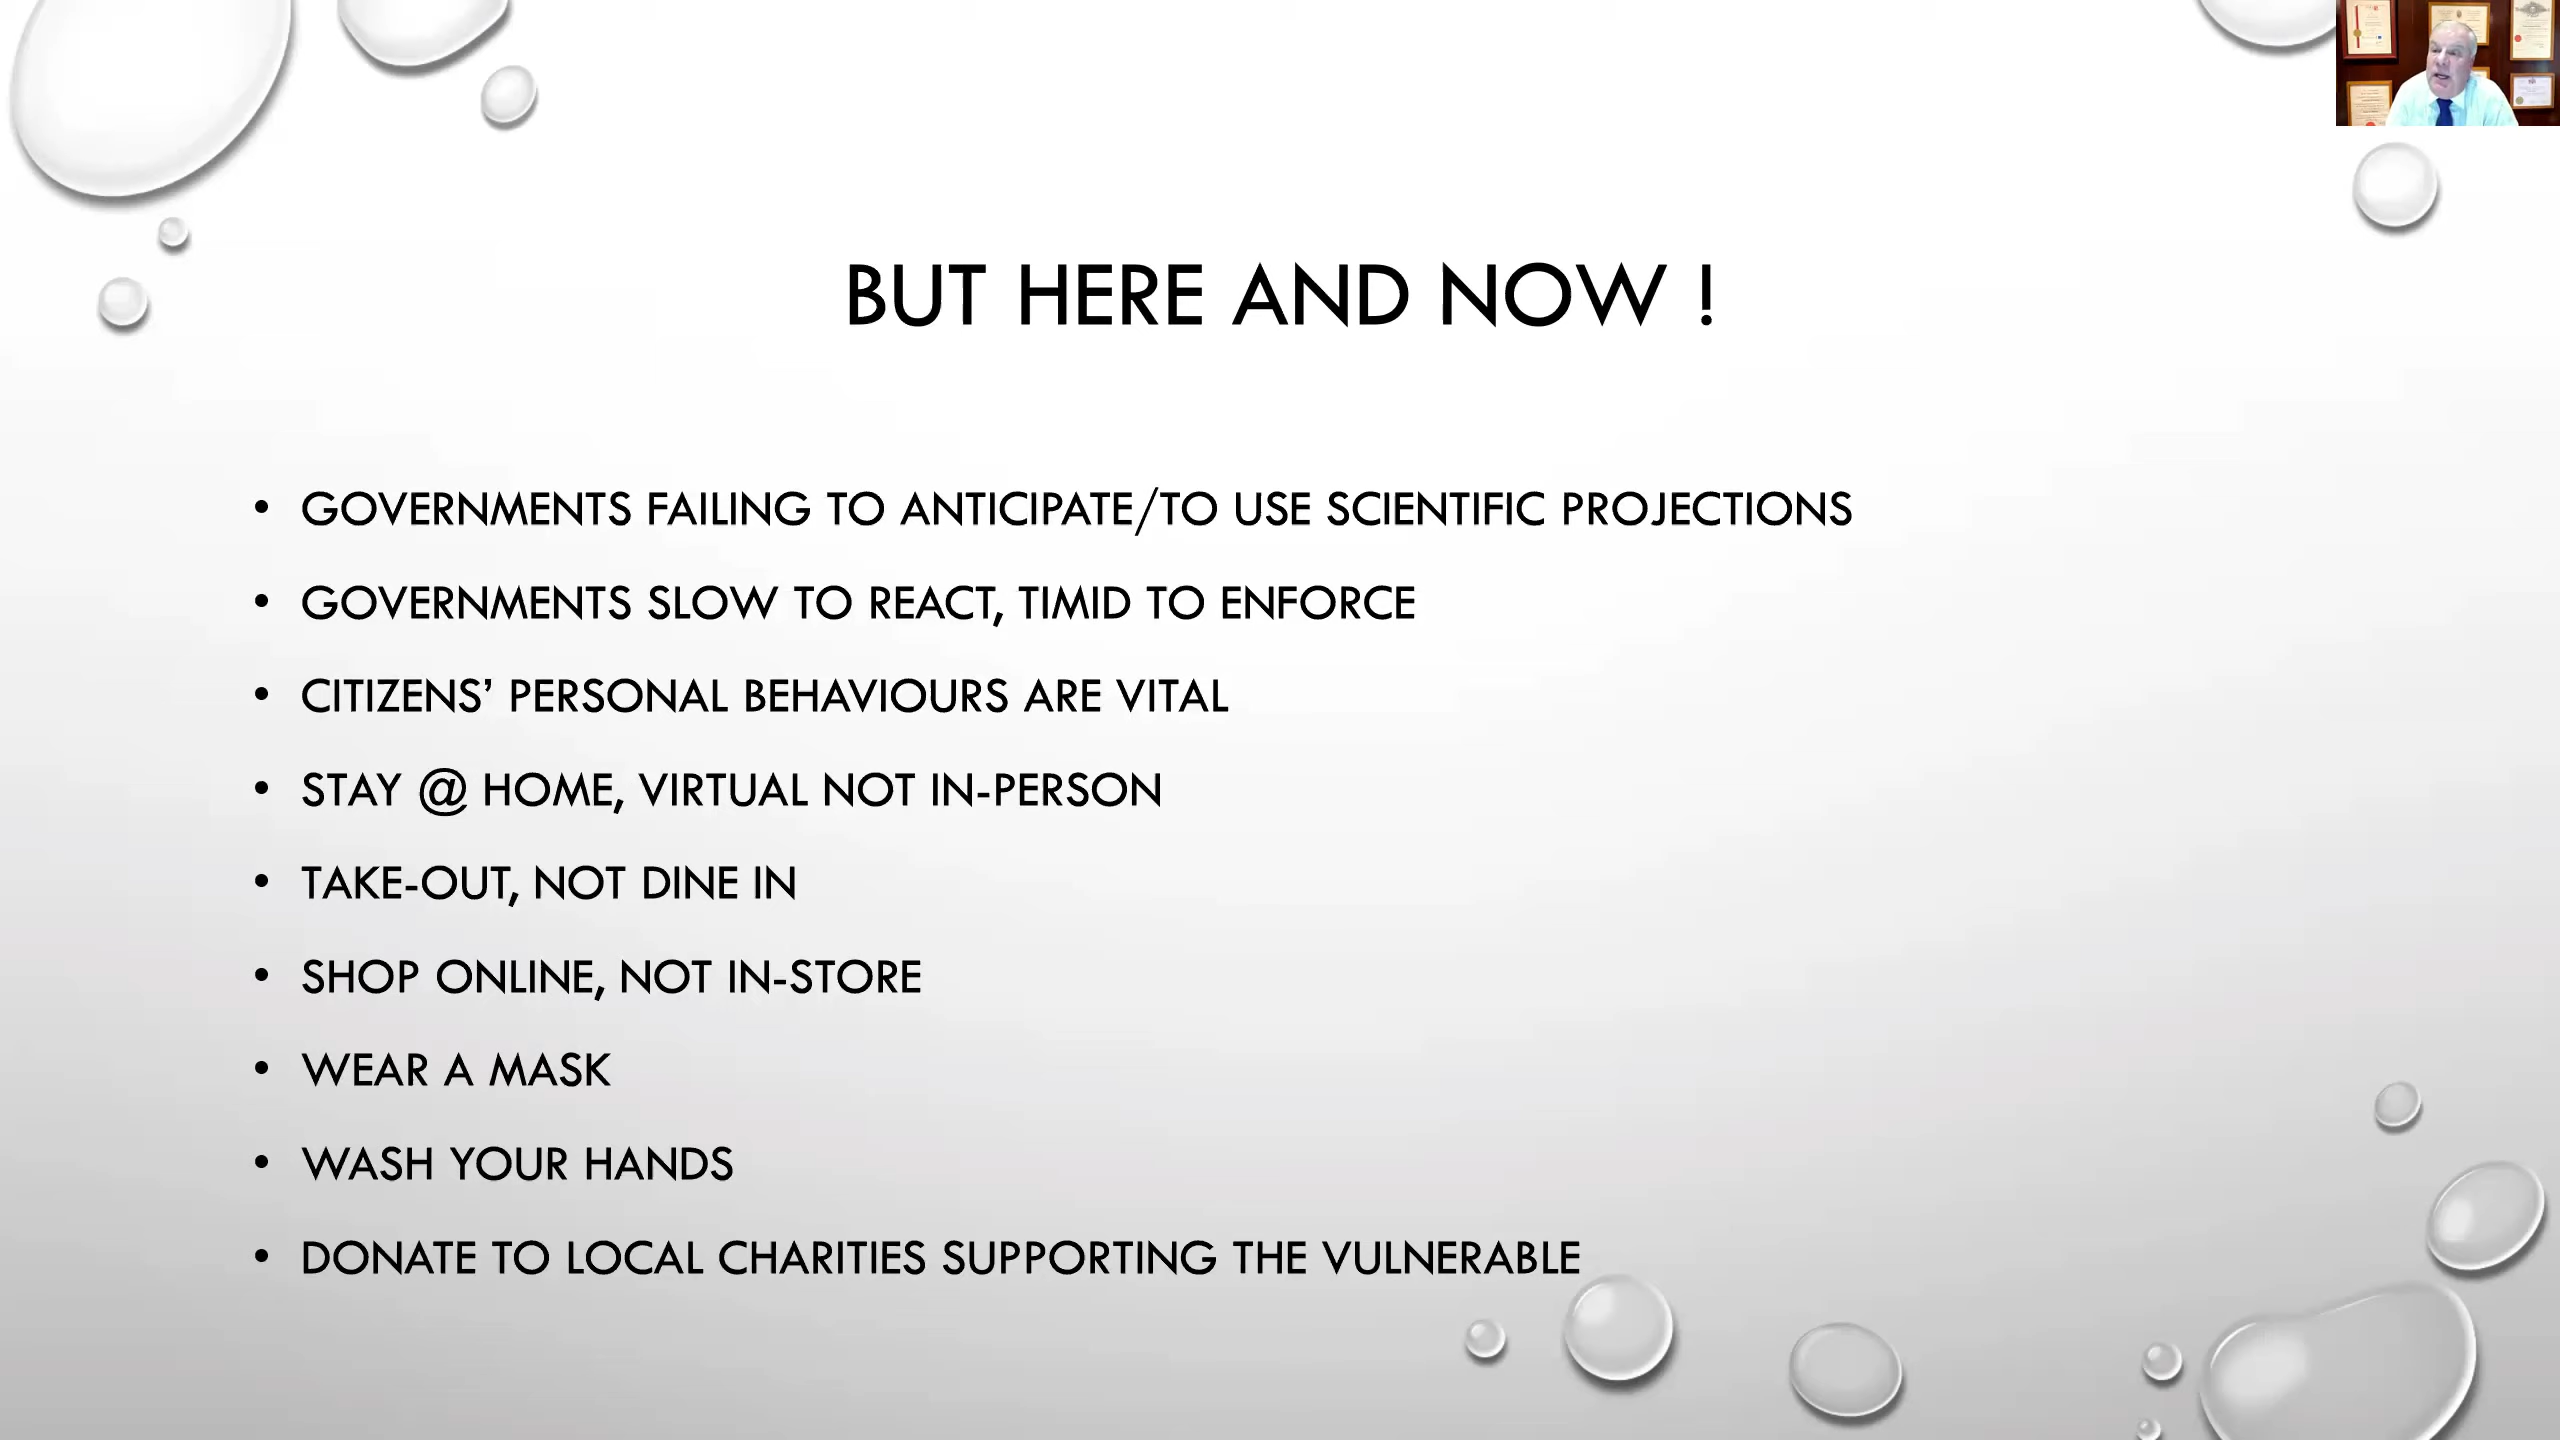 BUT HERE AND NOW !
• GOVERNMENTS FAILING TO ANTICIPATE/TO USE SCIENTIFIC PROJECTIONS
• GOVERNMENTS SLOW TO REACT, TIMID TO ENFORCE
• CITIZENS’ PERSONAL BEHAVIOURS ARE VITAL
• STAY @ HOME, VIRTUAL NOT IN-PERSON
• TAKE-OUT, NOT DINE IN
• SHOP ONLINE, NOT IN-STORE
• WEAR A MASK
• WASH YOUR HANDS
• DONATE TO LOCAL CHARITIES SUPPORTING THE VULNERABLE